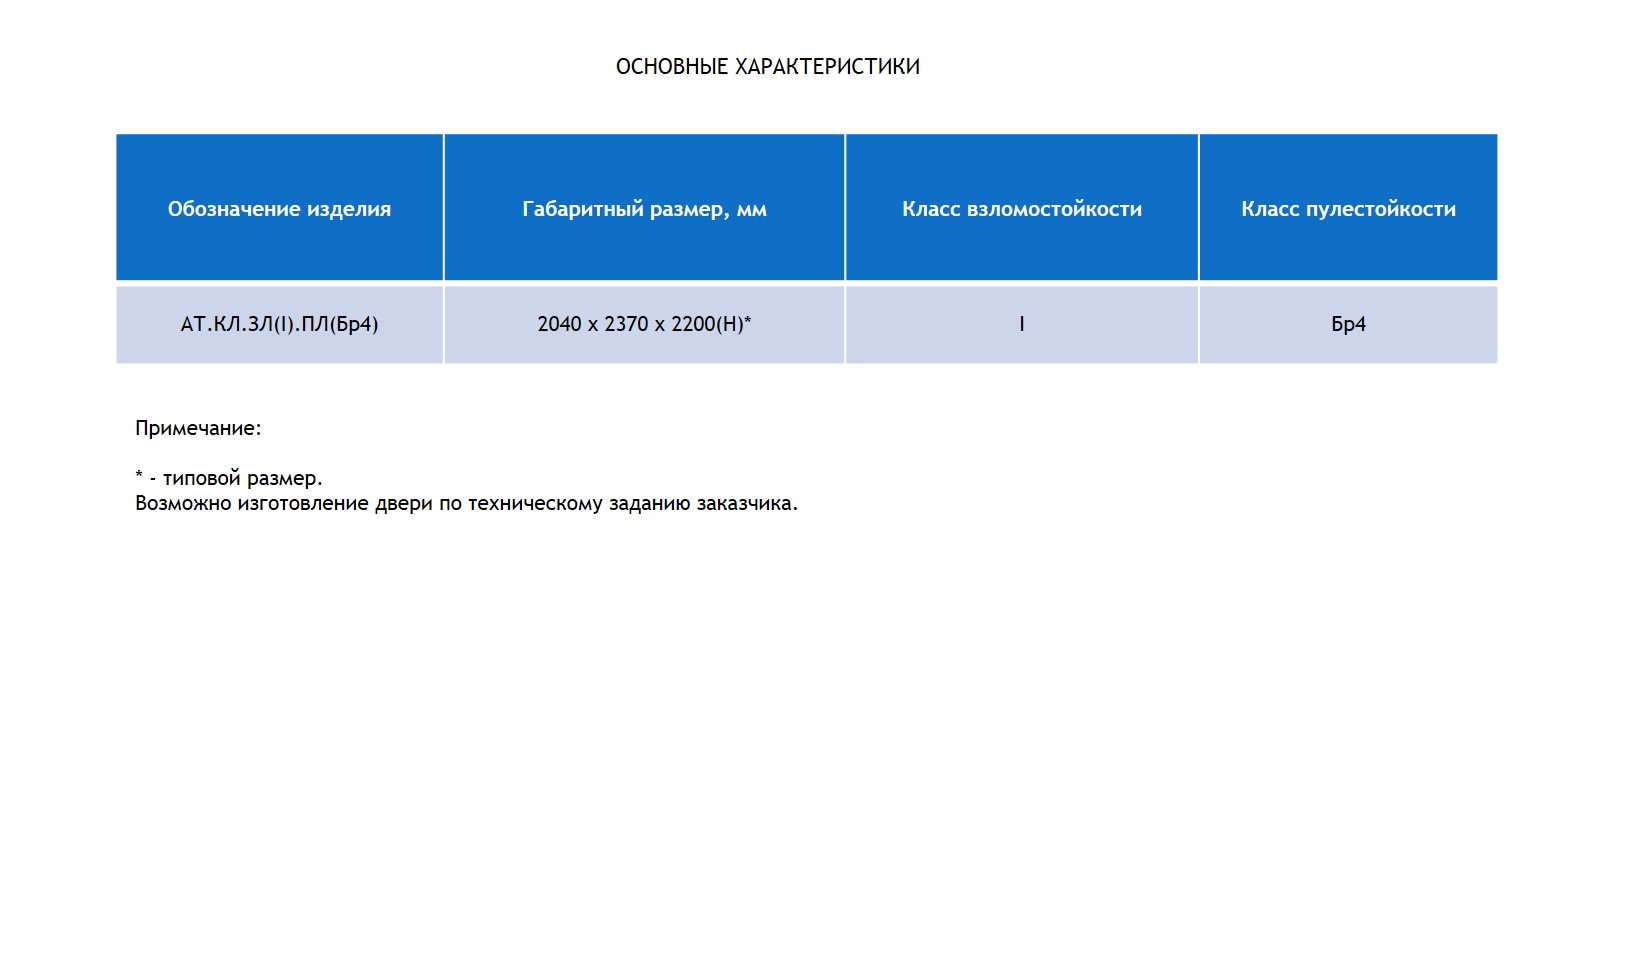 ОСНОВНЫЕ ХАРАКТЕРИСТИКИ
Обозначение изделия Габаритный размер, мм Класс взломостойкости Класс пулестойкости
АТ.КЛ.ЗЛ(I).ПЛ(Бр4) 2040 х 2370 х 2200(Н)* I Бр4
Примечание:
* - типовой размер.
Возможно изготовление двери по техническому заданию заказчика.